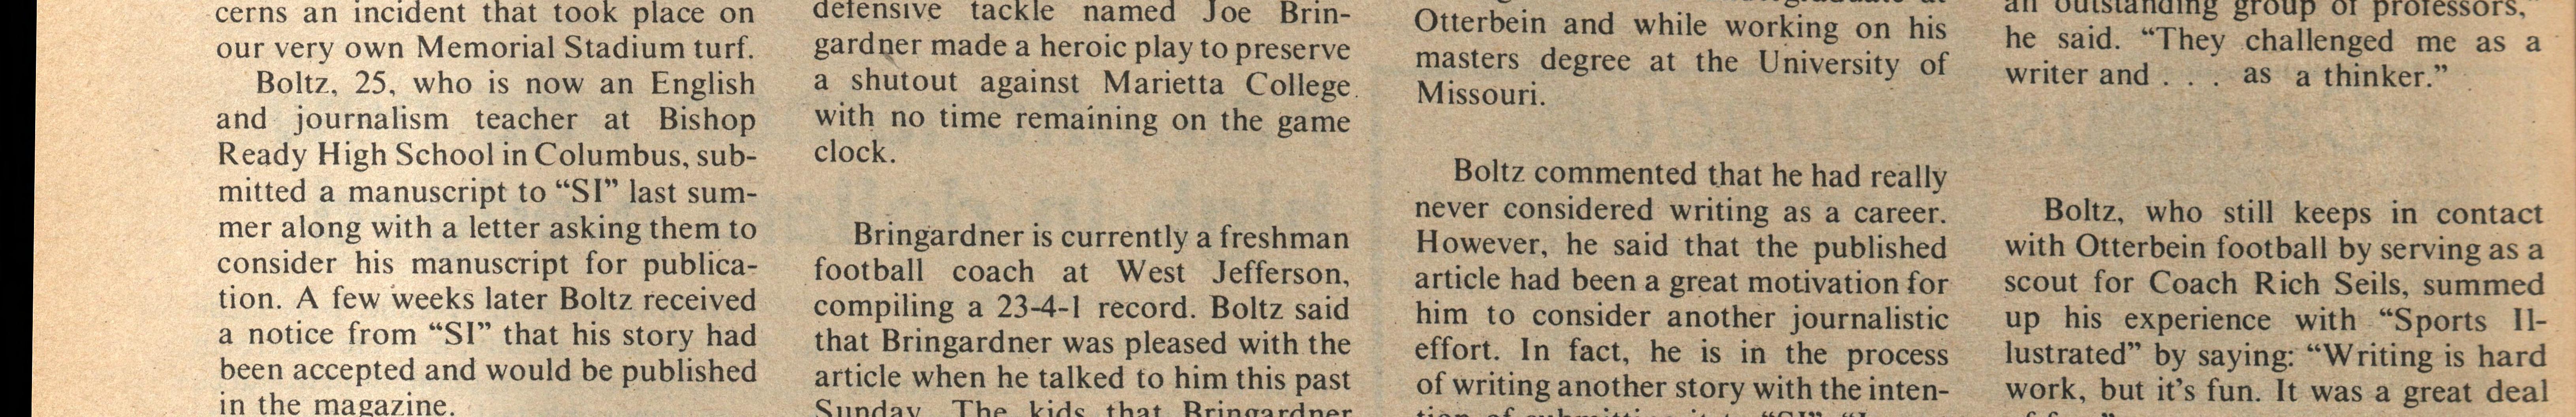 cerns an incident that took place on
our very own Memorial Stadium turf.
Boltz, 25, who is now an English
and journalism teacher at Bishop
Ready High School in Columbus, sub-
mitted a manuscript to “SI” last sum-
mer along with a letter asking them to
consider his manuscript for publica-
tion. A few weeks later Boltz received
a notice from “SI” that his story had
been accepted and would be published
in the magazine.
defensive tackle named Joe Brin-
gardner made a heroic play to preserve
a shutout against Marietta College
with no time remaining on the game
clock.
Bringardner is currently a freshman
football coach at West Jefferson,
compiling a 23-4-1 record. Boltz said
that Bringardner was pleased with the
article when he talked to him this past
Sunday. The kids that Bringardner
Otterbein and while working on his
masters degree at the University of
Missouri.
Boltz commented that he had really
never considered writing as a career.
However, he said that the published
article had been a great motivation for
him to consider another journalistic
effort. In fact, he is in the process
of writing another story with the inten-
an outstanding group of professors,”
he said. “They challenged me as a
writer and . . . as a thinker.”
Boltz, who still keeps in contact
with Otterbein football by serving as a
scout for Coach Rich Seils, summed
up his experience with “Sports Il-
lustrated” by saying: “Writing is hard
work, but it’s fun. It was a great deal